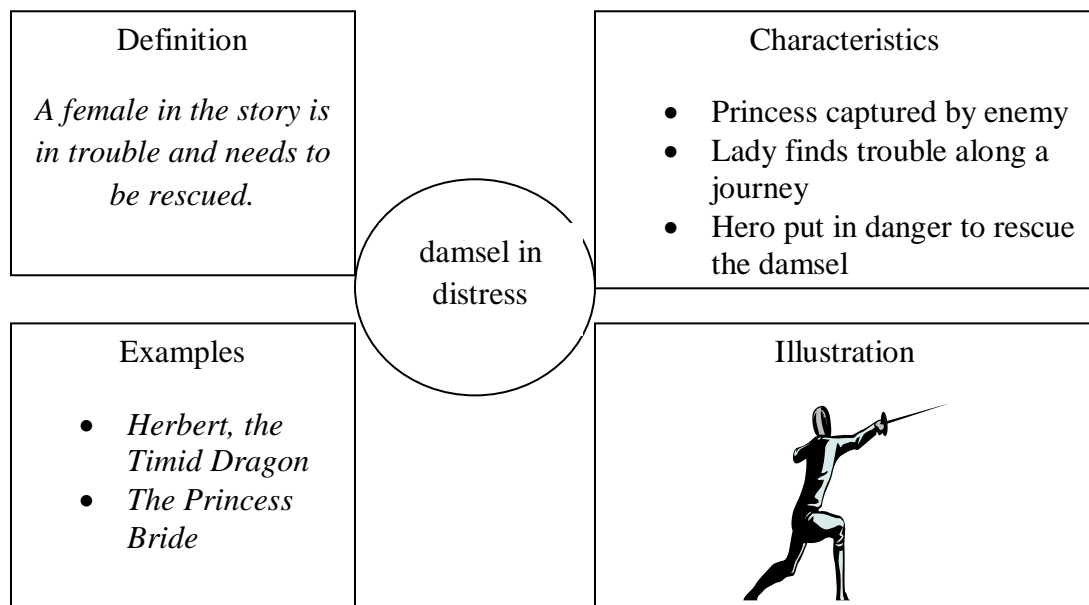 Definition
A female in the story is
in trouble and needs to
be rescued.
Characteristics
• Princess captured by enemy
• Lady finds trouble along a
journey
• Hero put in danger to rescue
the damsel
damsel in
distress
Examples
• Herbert, the
Timid Dragon
• The Princess
Bride
Illustration